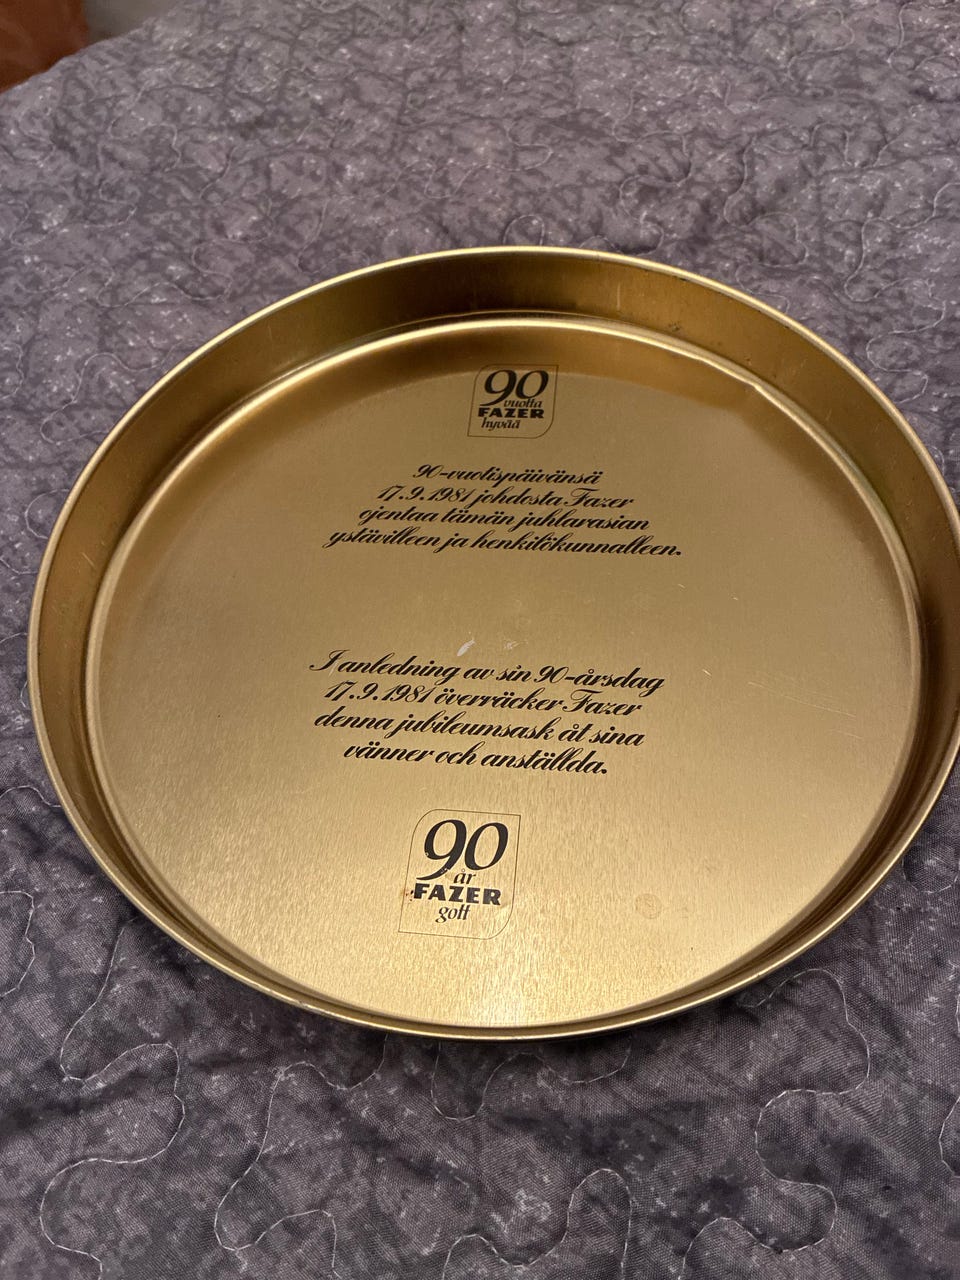 90
vuotta
FAZER
hyvää
90-vuotispäivänsä
17.9.1981 johdosta Fazer
ojentaa tämän juhlarasian
ystävilleen ja henkilökunnalleen.
I anledning av sin 90-årsdag
17.9.1981 överräcker Fazer
denna jubileumsask åt sina
vänner och anställda.
90
år
FAZER
gott